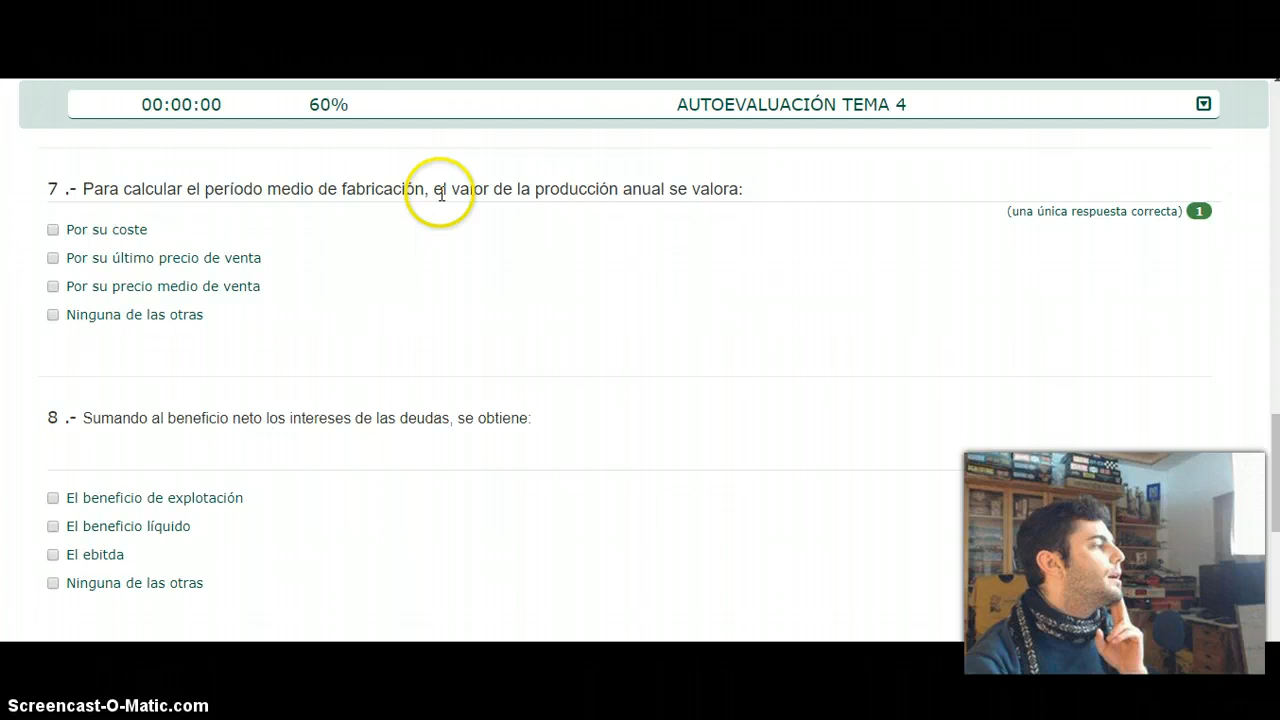 00:00:00 60% AUTOEVALUACIÓN TEMA 4
7 .- Para calcular el período medio de fabricación, el valor de la producción anual se valora:
(una única respuesta correcta) 1
Por su coste
Por su último precio de venta
Por su precio medio de venta
Ninguna de las otras
8 .- Sumando al beneficio neto los intereses de las deudas, se obtiene:
El beneficio de explotación
El beneficio líquido
El ebitda
Ninguna de las otras
Screencast-O-Matic.com